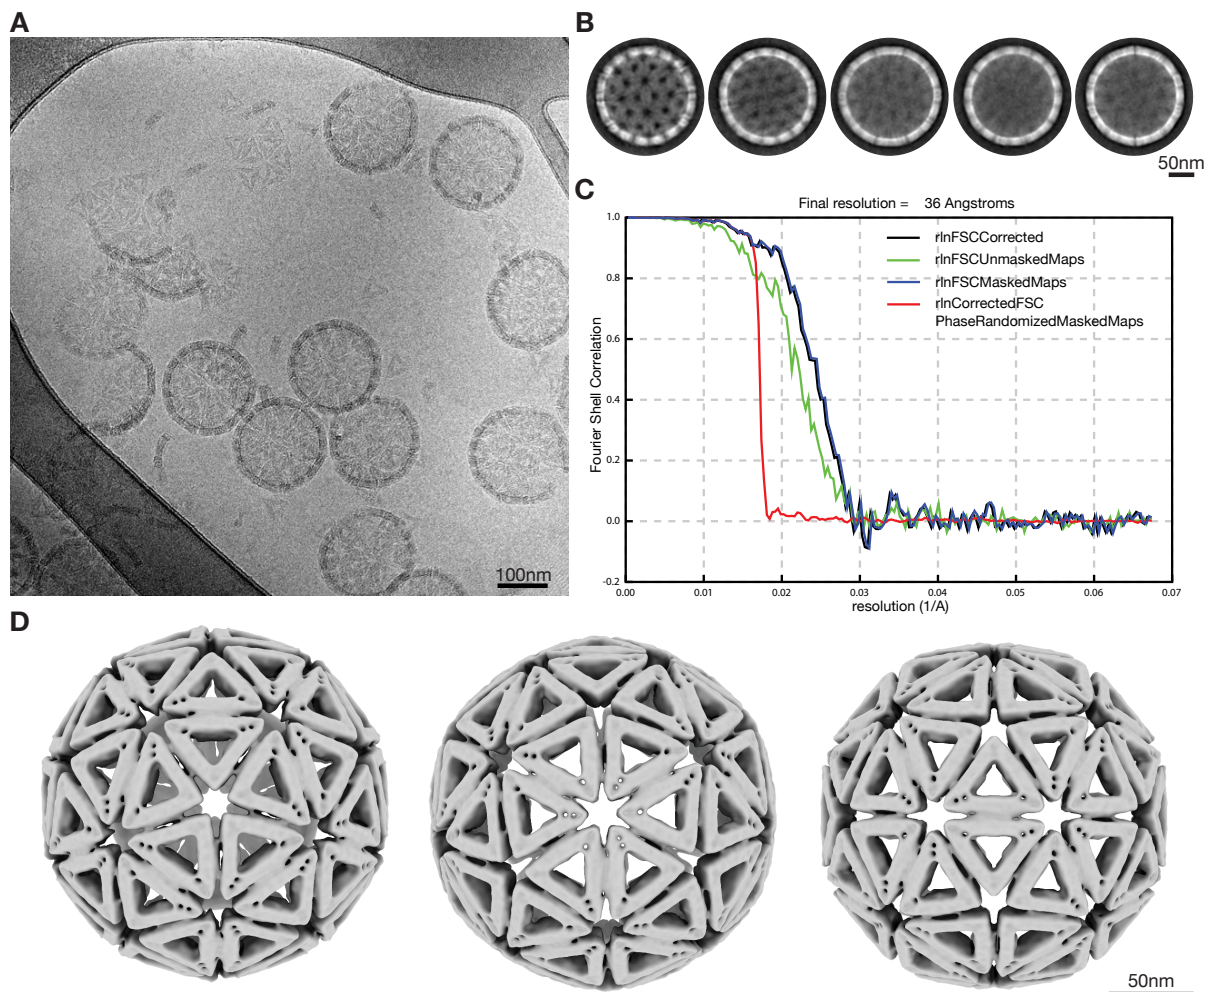 A
100nm
B
50nm
C
Final resolution = 36 Angstroms
rlnFSCCorrected
rlnFSCUnmaskedMaps
rlnFSCMaskedMaps
rlnCorrectedFSC
PhaseRandomizedMaskedMaps
Fourier Shell Correlation
1.0
0.8
0.6
0.4
0.2
0.0
-0.2
0.00 0.01 0.02 0.03 0.04 0.05 0.06 0.07
resolution (1/A)
D
50nm